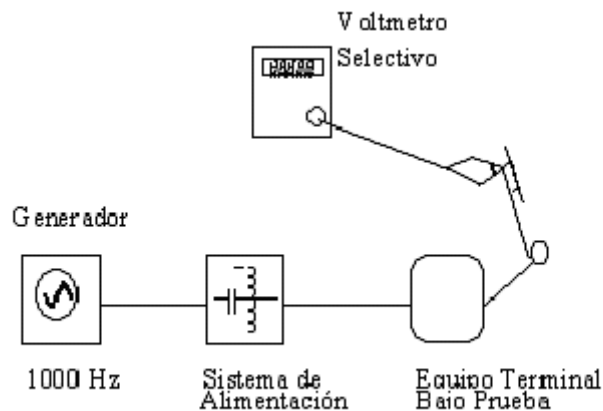 Voltmetro
Selectivo
Generador
1000 Hz
Sistema de
Alimentación
Equipo Terminal
Bajo Prueba